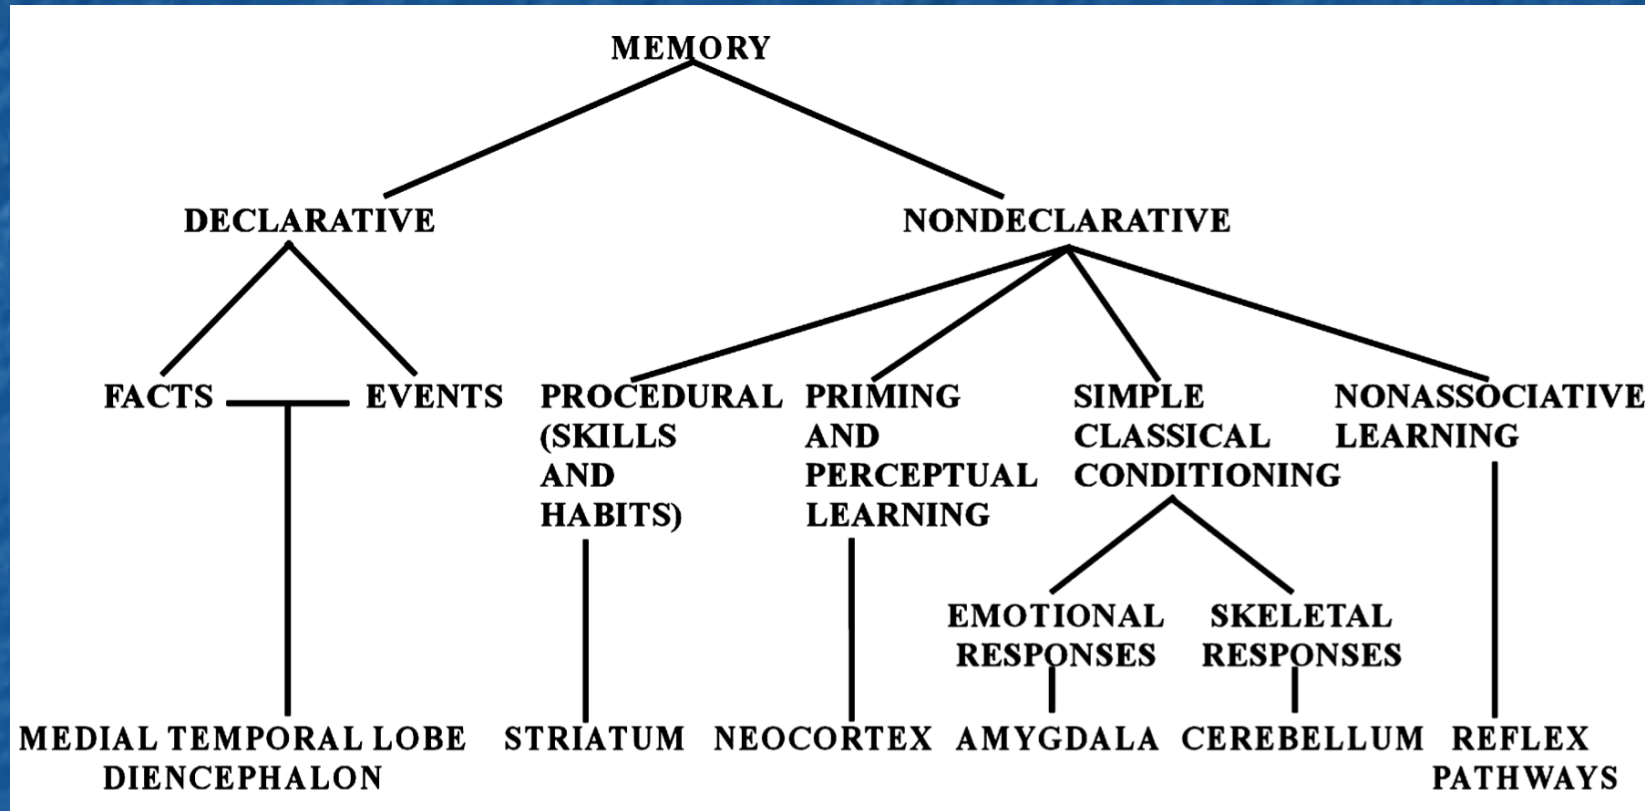 MEMORY
DECLARATIVE
NONDECLARATIVE
FACTS
EVENTS
PROCEDURAL
(SKILLS
AND
HABITS)
PRIMING
AND
PERCEPTUAL
LEARNING
SIMPLE
CLASSICAL
CONDITIONING
NONASSOCIATIVE
LEARNING
EMOTIONAL
RESPONSES
SKELETAL
RESPONSES
MEDIAL TEMPORAL LOBE
DIENCEPHALON
STRIATUM
NEOCORTEX
AMYGDALA
CEREBELLUM
REFLEX
PATHWAYS